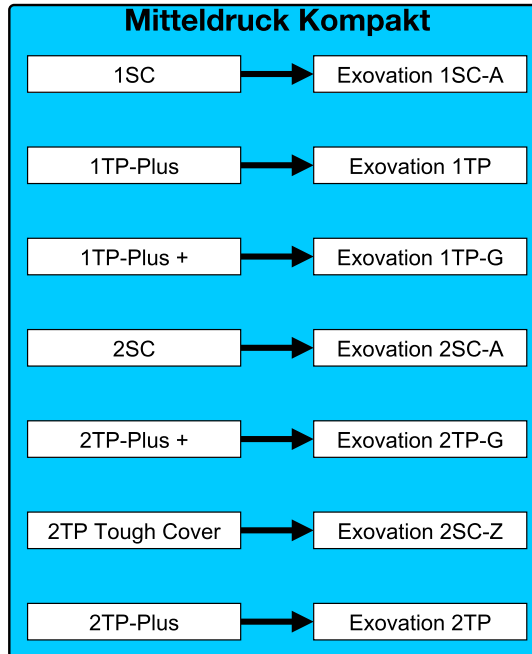 Mitteldruck Kompakt
1SC
Exovation 1SC-A
1TP-Plus
Exovation 1TP
1TP-Plus +
Exovation 1TP-G
2SC
Exovation 2SC-A
2TP-Plus +
Exovation 2TP-G
2TP Tough Cover
Exovation 2SC-Z
2TP-Plus
Exovation 2TP